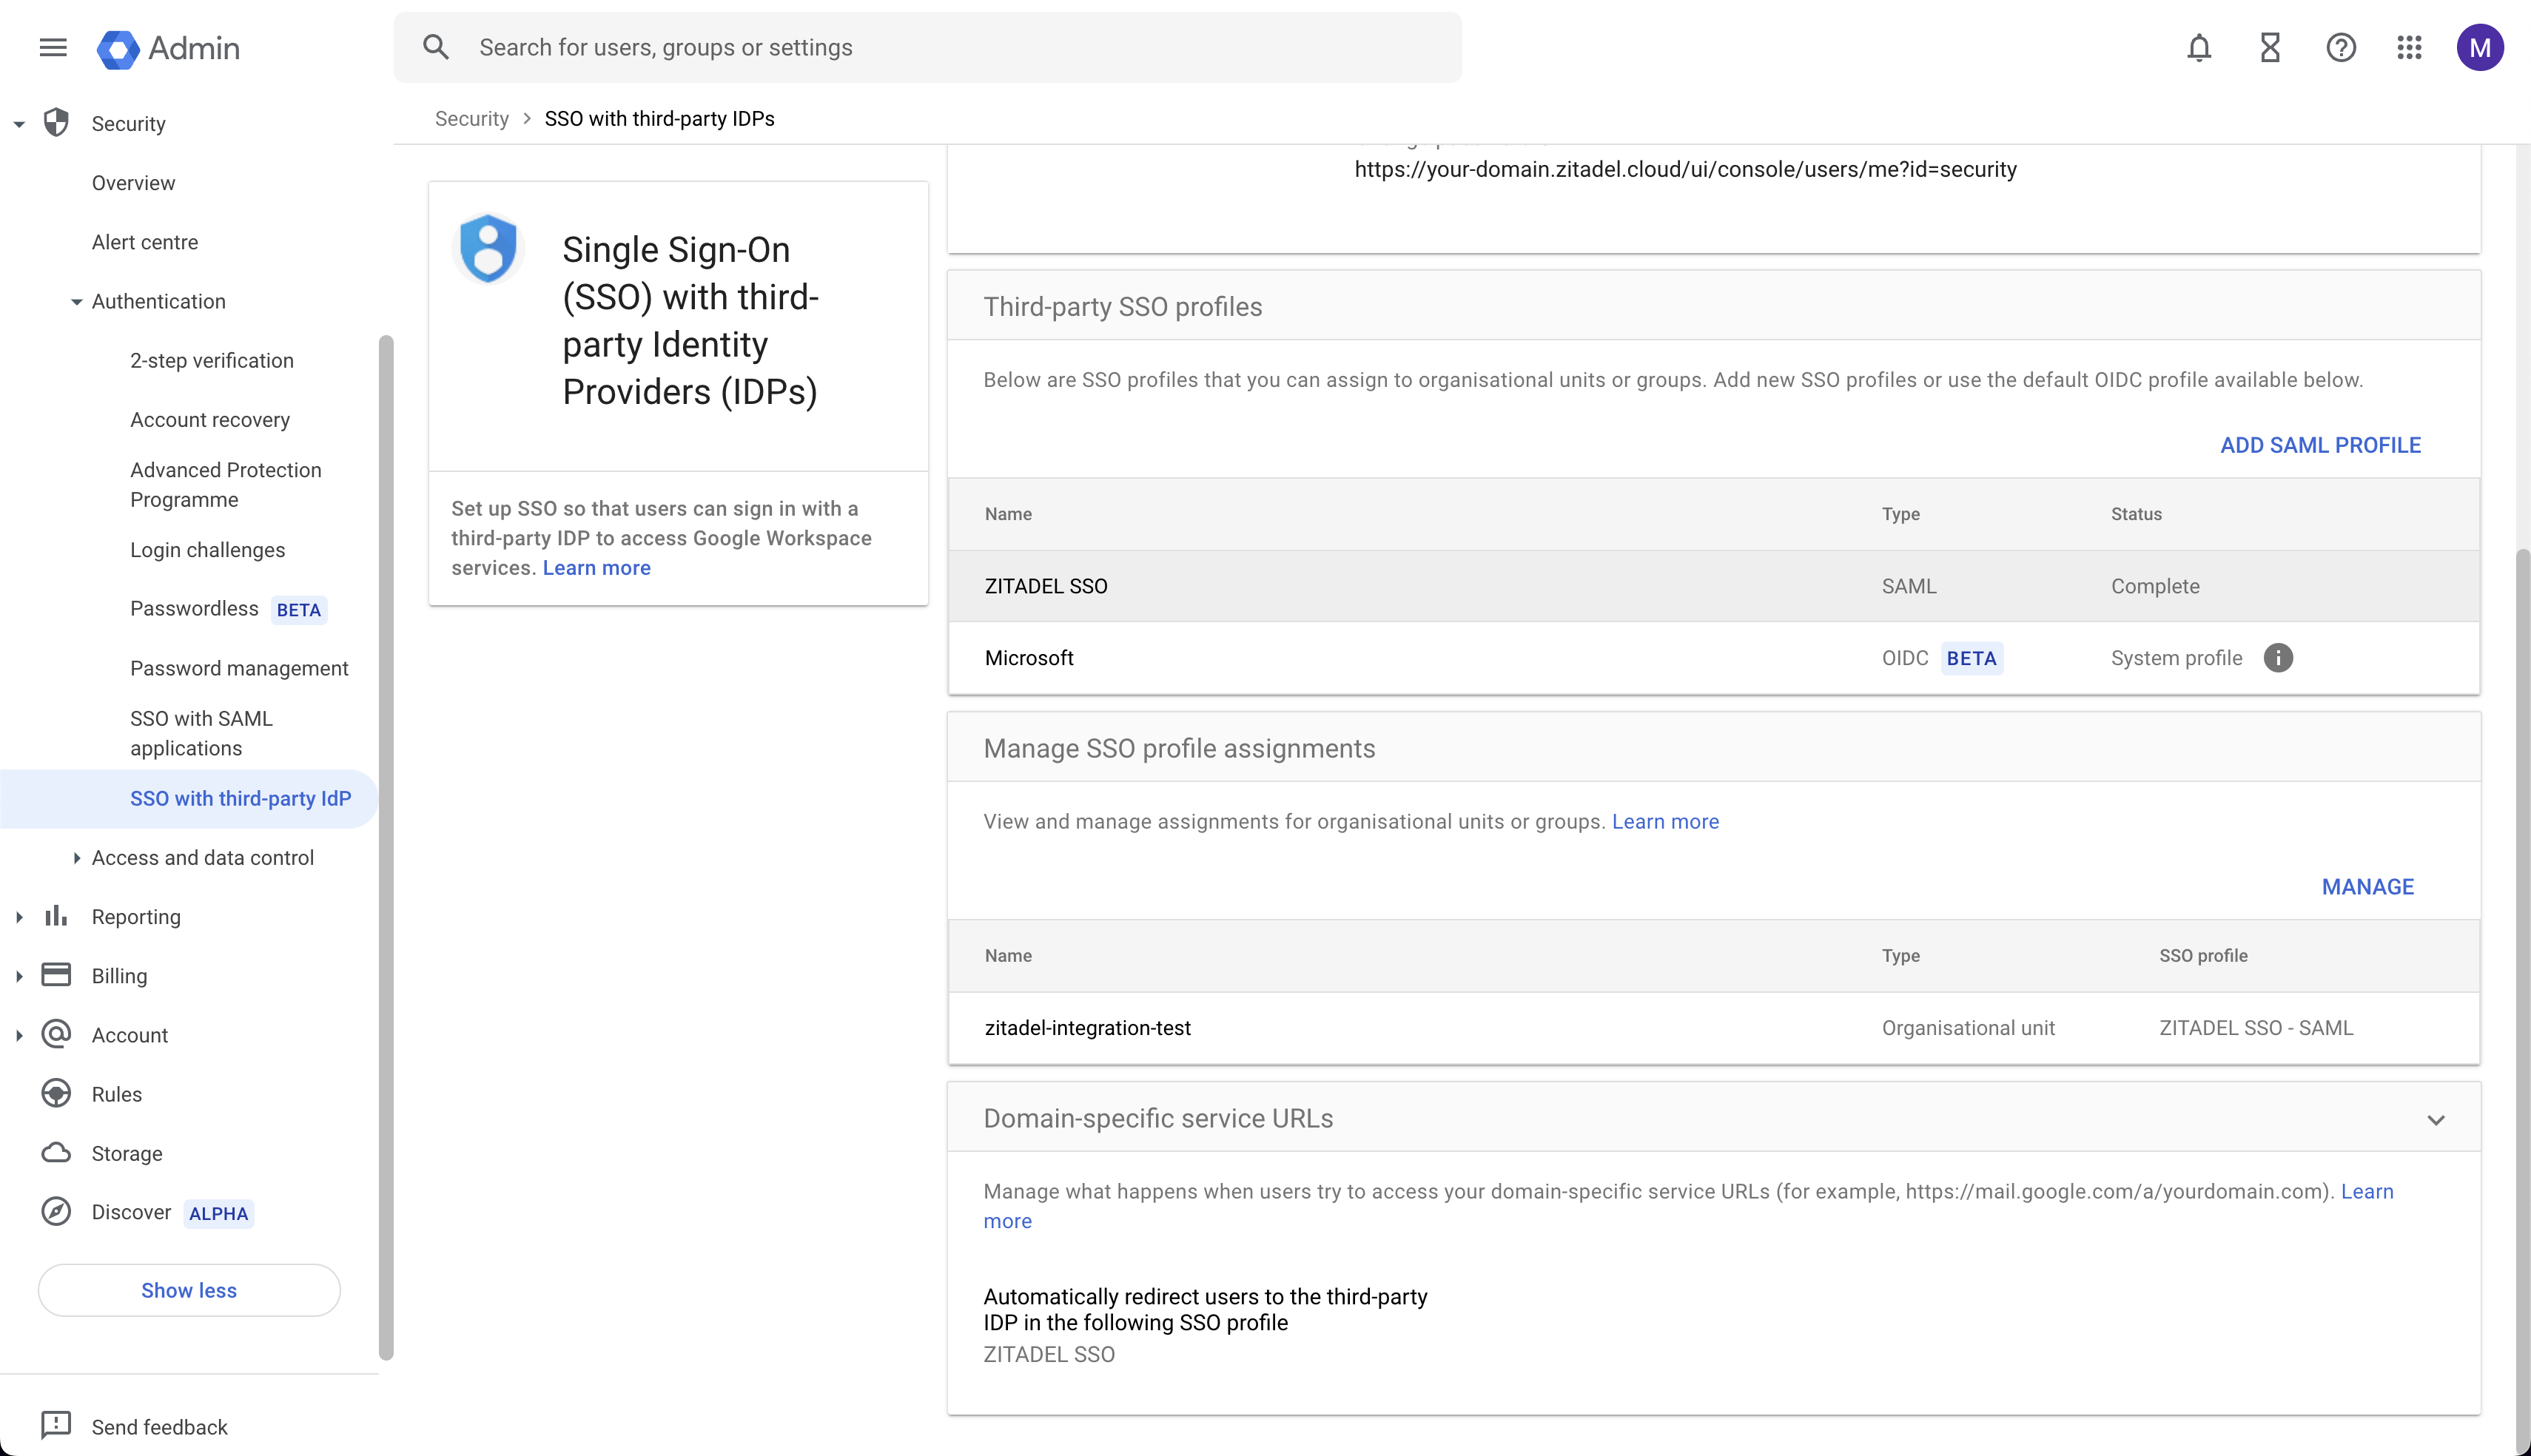 Admin
Search for users, groups or settings
M
Security
Overview
Alert centre
Authentication
2-step verification
Account recovery
Advanced Protection
Programme
Login challenges
Passwordless BETA
Password management
SSO with SAML
applications
SSO with third-party IdP
Access and data control
Reporting
Billing
Account
Rules
Storage
Discover ALPHA
Show less
Send feedback
Security > SSO with third-party IDPs
Single Sign-On
(SSO) with third-
party Identity
Providers (IDPs)
Set up SSO so that users can sign in with a
third-party IDP to access Google Workspace
services. Learn more
https://your-domain.zitadel.cloud/ui/console/users/me?id=security
Third-party SSO profiles
Below are SSO profiles that you can assign to organisational units or groups. Add new SSO profiles or use the default OIDC profile available below.
ADD SAML PROFILE
Name Type Status
ZITADEL SSO SAML Complete
Microsoft OIDC BETA System profile
Manage SSO profile assignments
View and manage assignments for organisational units or groups. Learn more
MANAGE
Name Type SSO profile
zitadel-integration-test Organisational unit ZITADEL SSO - SAML
Domain-specific service URLs
Manage what happens when users try to access your domain-specific service URLs (for example, https://mail.google.com/a/yourdomain.com). Learn
more
Automatically redirect users to the third-party
IDP in the following SSO profile
ZITADEL SSO